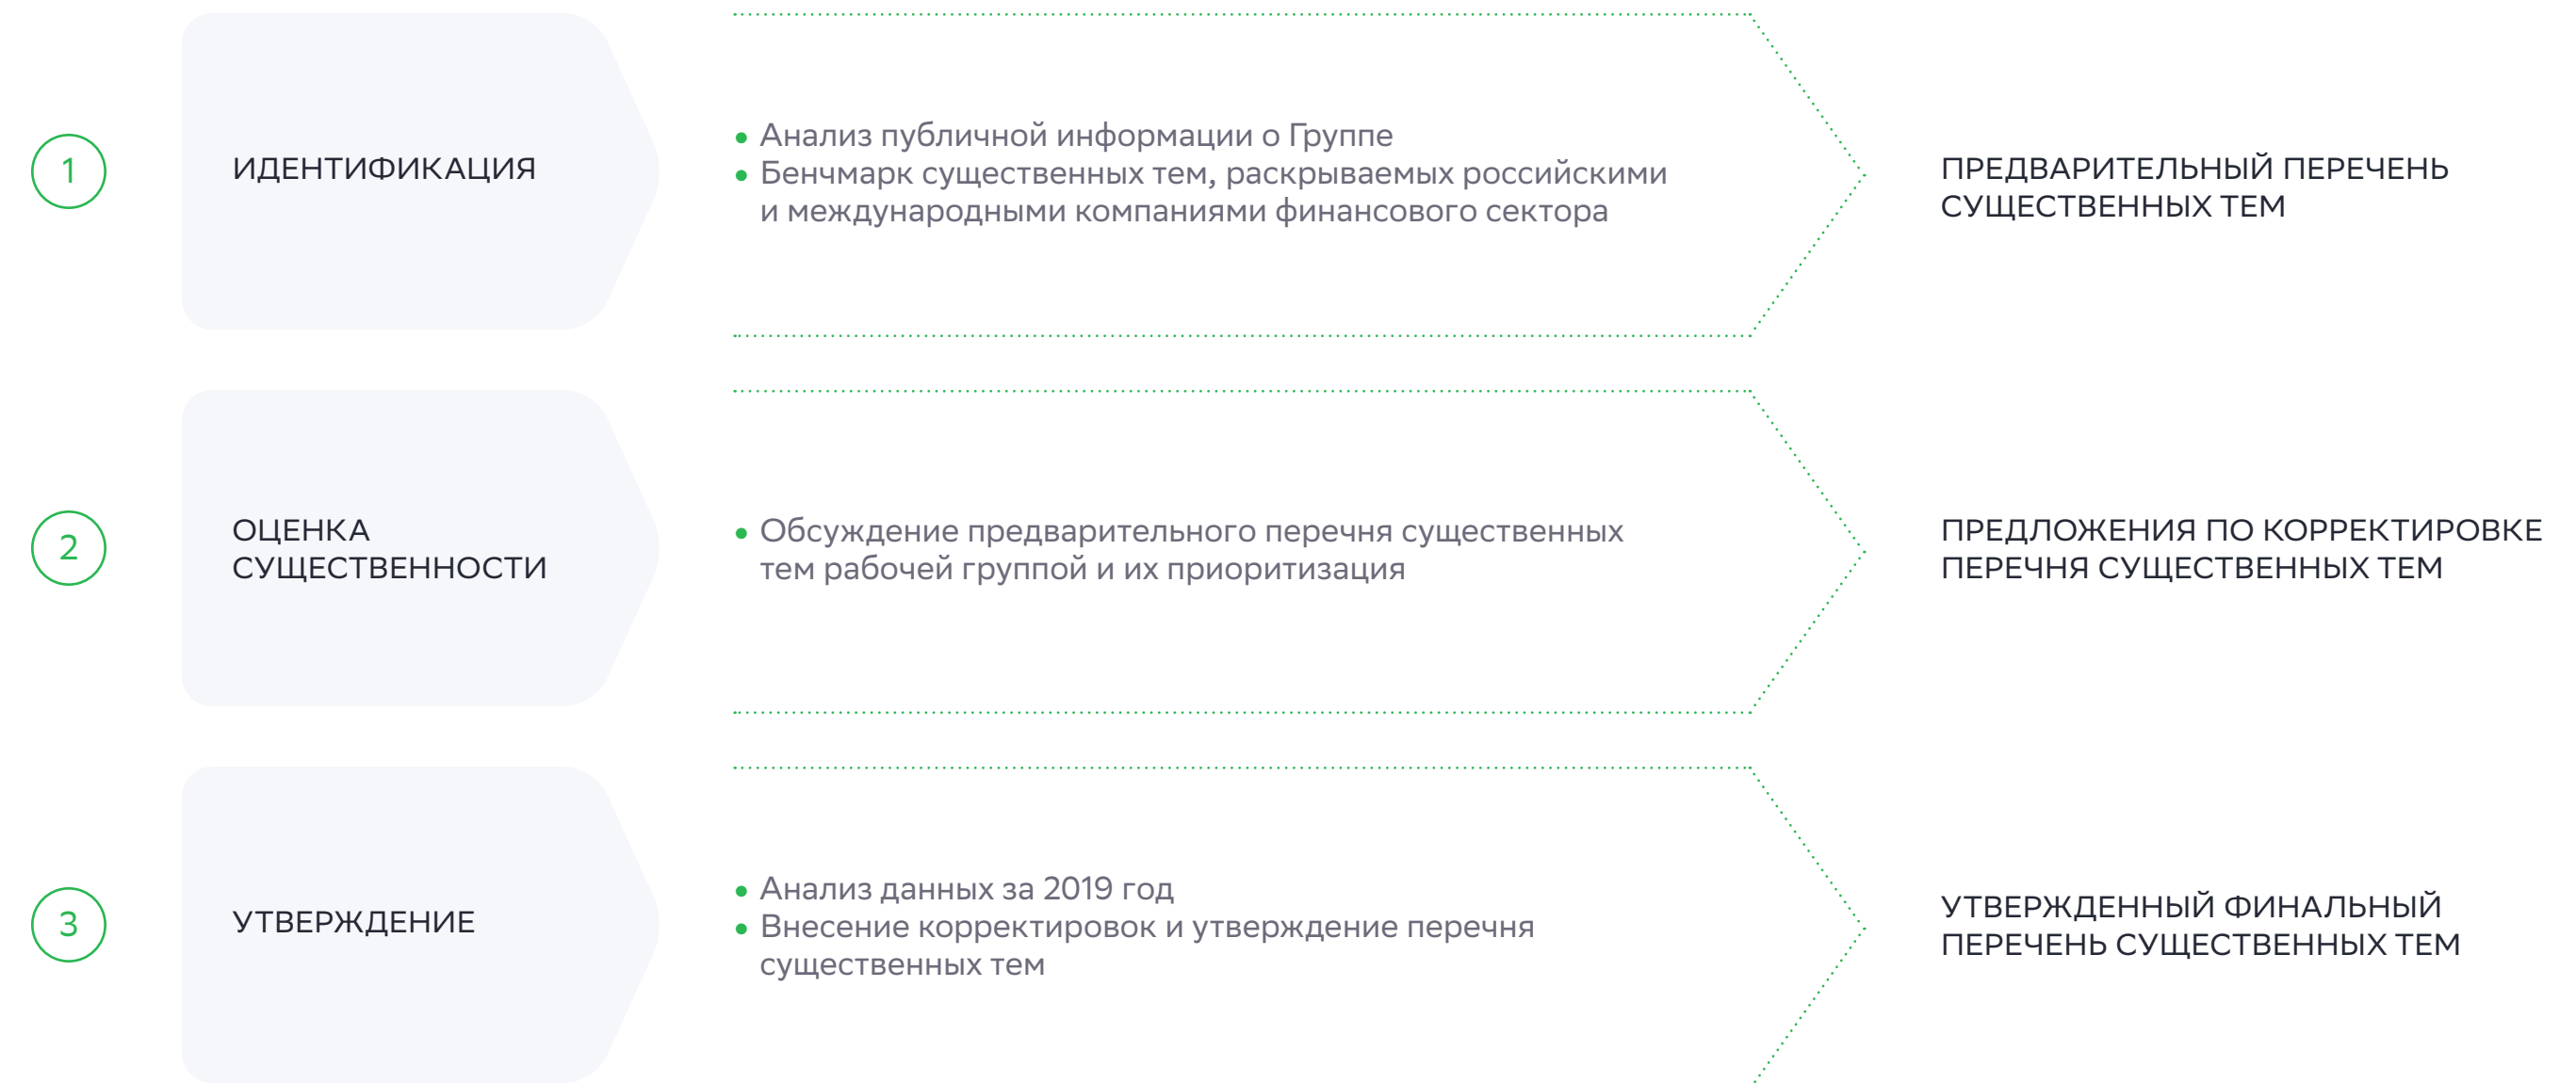 1
ИДЕНТИФИКАЦИЯ
• Анализ публичной информации о Группе
• Бенчмарк существенных тем, раскрываемых российскими
и международными компаниями финансового сектора
ПРЕДВАРИТЕЛЬНЫЙ ПЕРЕЧЕНЬ
СУЩЕСТВЕННЫХ ТЕМ
2
ОЦЕНКА
СУЩЕСТВЕННОСТИ
• Обсуждение предварительного перечня существенных
тем рабочей группой и их приоритизация
ПРЕДЛОЖЕНИЯ ПО КОРРЕКТИРОВКЕ
ПЕРЕЧНЯ СУЩЕСТВЕННЫХ ТЕМ
3
УТВЕРЖДЕНИЕ
• Анализ данных за 2019 год
• Внесение корректировок и утверждение перечня
существенных тем
УТВЕРЖДЕННЫЙ ФИНАЛЬНЫЙ
ПЕРЕЧЕНЬ СУЩЕСТВЕННЫХ ТЕМ